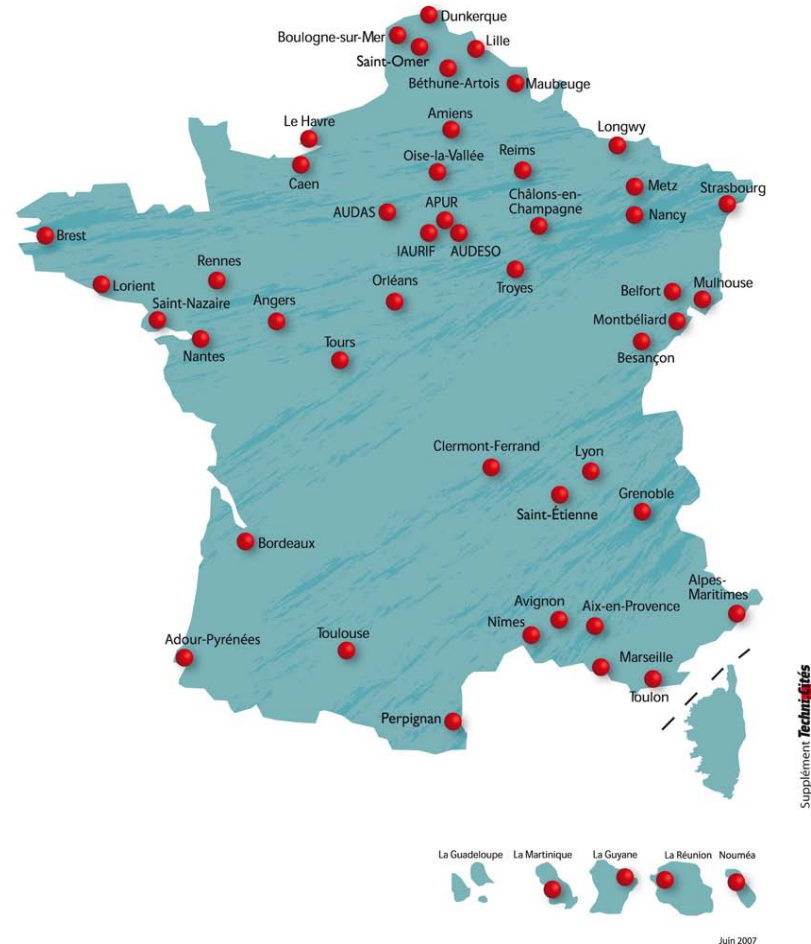 Dunkerque
Boulogne-sur-Mer
Lille
Saint-Omer
Béthune-Artois
Maubeuge
Amiens
Le Havre
Longwy
Oise-la-Vallée
Reims
Caen
Metz
Strasbourg
Châlons-en-
Champagne
APUR
AUDAS
Nancy
Brest
IAURIF
AUDESO
Rennes
Orléans
Troyes
Lorient
Belfort
Mulhouse
Saint-Nazaire
Angers
Montbéliard
Nantes
Tours
Besançon
Clermont-Ferrand
Lyon
Grenoble
Saint-Étienne
Bordeaux
Alpes-
Maritimes
Avignon
Aix-en-Provence
Nîmes
Adour-Pyrénées
Toulouse
Marseille
Toulon
Perpignan
Supplément Techni.Cités
La Guadeloupe
La Martinique
La Guyane
La Réunion
Nouméa
Juin 2007